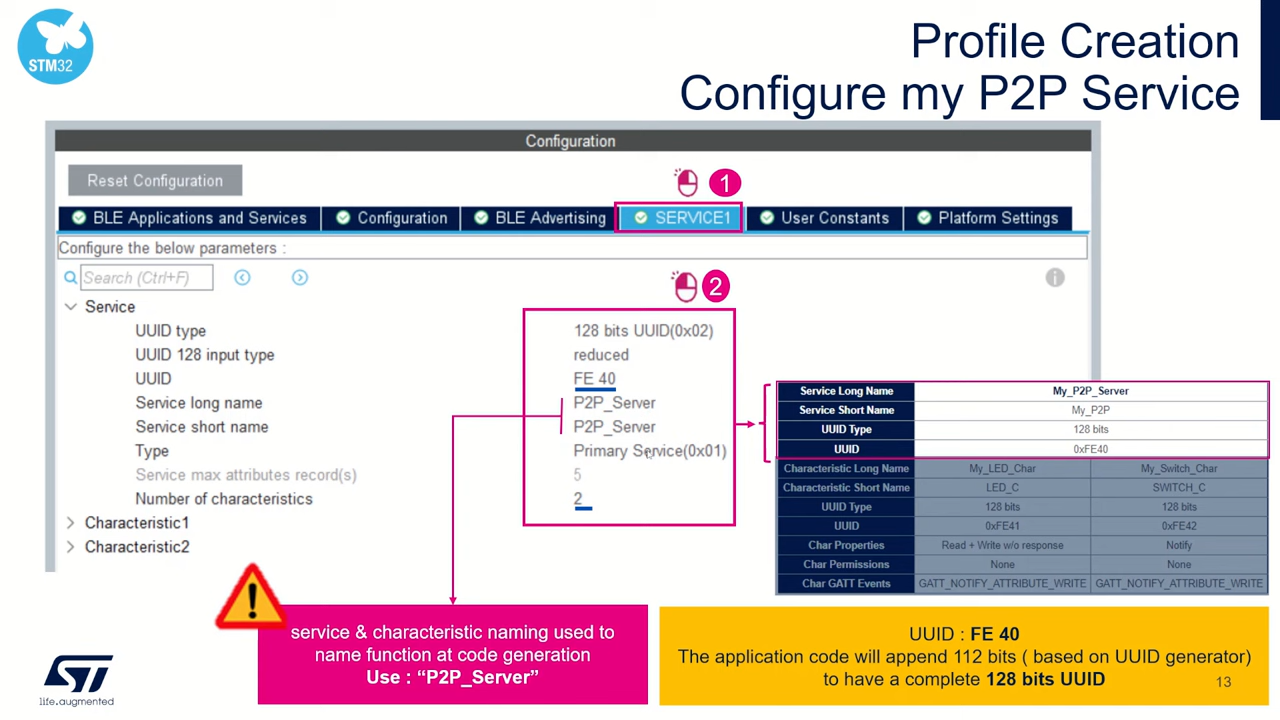 STM32
Profile Creation
Configure my P2P Service
Configuration
Reset Configuration
1
BLE Applications and Services
Configuration
BLE Advertising
SERVICE1
User Constants
Platform Settings
Configure the below parameters :
Search (Ctrl+F)
2
Service
UUID type 128 bits UUID(0x02)
UUID 128 input type reduced
UUID FE 40
Service long name P2P_Server
Service short name P2P_Server
Type Primary Service(0x01)
Service max attributes record(s) 5
Number of characteristics 2
Characteristic1
Characteristic2
Service Long Name My_P2P_Server
Service Short Name My_P2P
UUID Type 128 bits
UUID 0xFE40
Characteristic Long Name My_LED_Char My_Switch_Char
Characteristic Short Name LED_C SWITCH_C
UUID Type 128 bits 128 bits
UUID 0xFE41 0xFE42
Char Properties Read + Write w/o response Notify
Char Permissions None None
Char GATT Events GATT_NOTIFY_ATTRIBUTE_WRITE GATT_NOTIFY_ATTRIBUTE_WRITE
service & characteristic naming used to
name function at code generation
Use : “P2P_Server”
UUID : FE 40
The application code will append 112 bits ( based on UUID generator)
to have a complete 128 bits UUID
13
ST
life.augmented